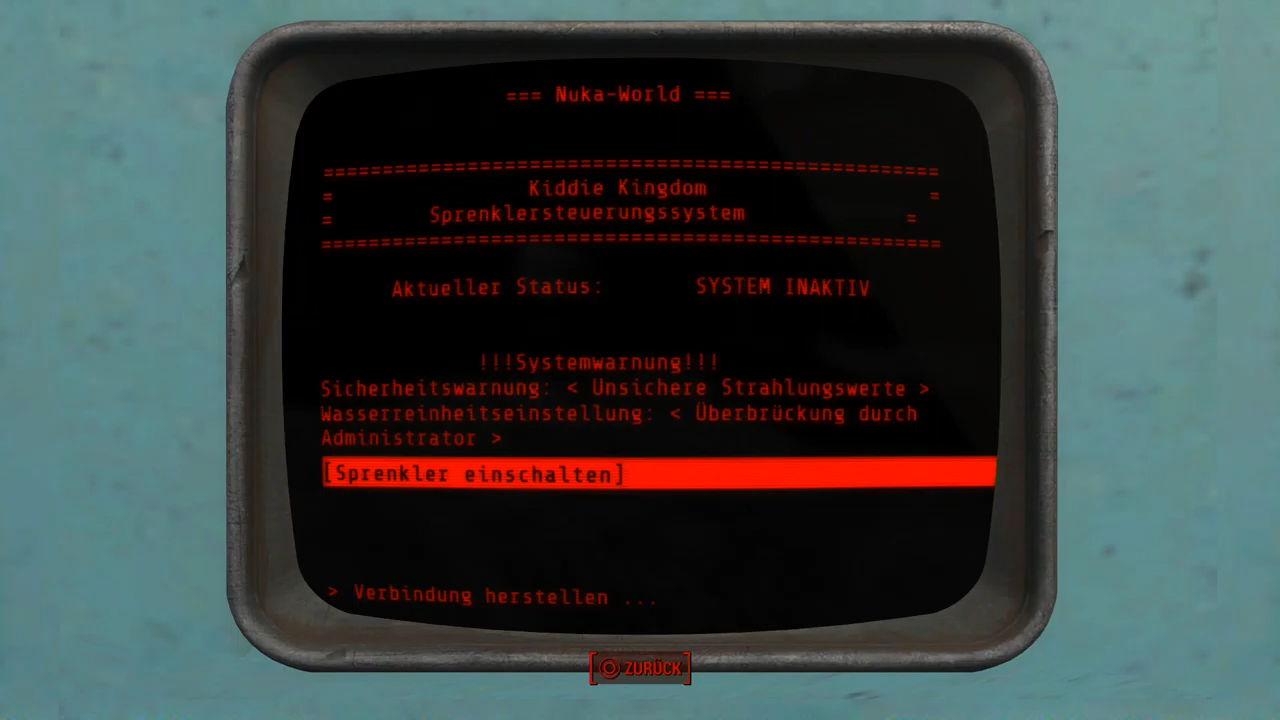 === Nuka-World ===
==================================================
= Kiddie Kingdom =
= Sprenklersteuerungssystem =
==================================================
Aktueller Status: SYSTEM INAKTIV
!!!Systemwarnung!!!
Sicherheitswarnung: < Unsichere Strahlungswerte >
Wasserreinheitseinstellung: < Überbrückung durch
Administrator >
[Sprenkler einschalten]
> Verbindung herstellen ...
ZURÜCK